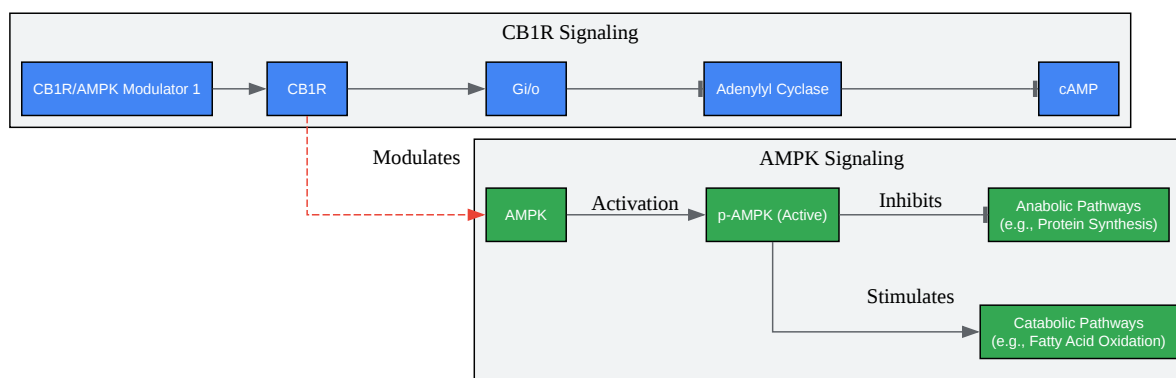 CB1R Signaling
CB1R/AMPK Modulator 1
CB1R
Gi/o
Adenylyl Cyclase
cAMP
Modulates
AMPK Signaling
AMPK
Activation
p-AMPK (Active)
Inhibits
Anabolic Pathways
(e.g., Protein Synthesis)
Stimulates
Catabolic Pathways
(e.g., Fatty Acid Oxidation)